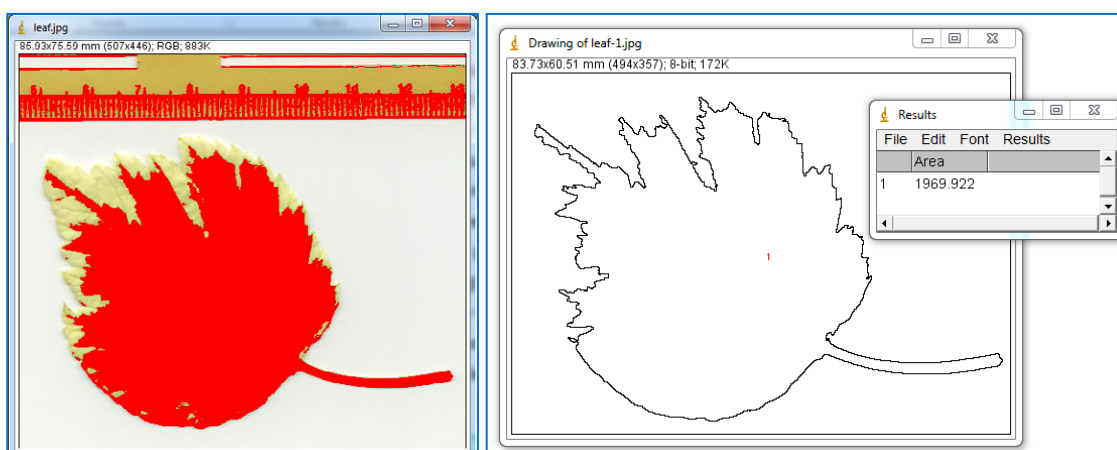 leaf.jpg
85.93x75.59 mm (507x446); RGB; 883K
Drawing of leaf-1.jpg
83.73x60.51 mm (494x357); 8-bit; 172K
1
Results
File Edit Font Results
Area
1 1969.922